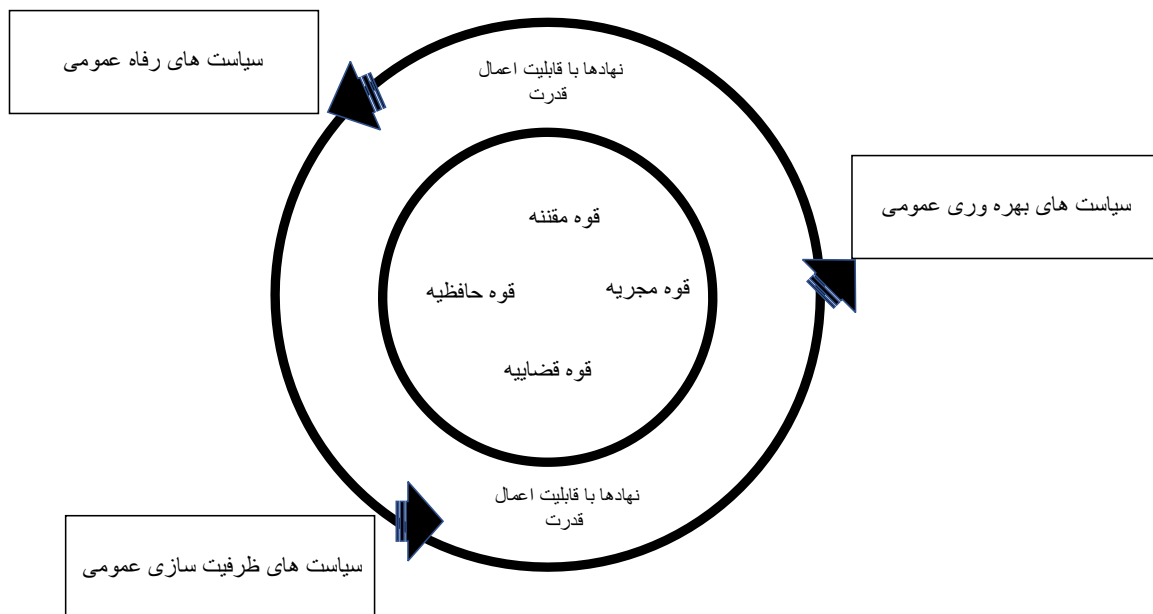 سیاست های رفاه عمومی
نهادها با قابلیت اعمال
قدرت
سیاست های بهره وری عمومی
قوه مقننه
قوه مجریه
قوه حافظیه
قوه قضاییه
نهادها با قابلیت اعمال
قدرت
سیاست های ظرفیت سازی عمومی